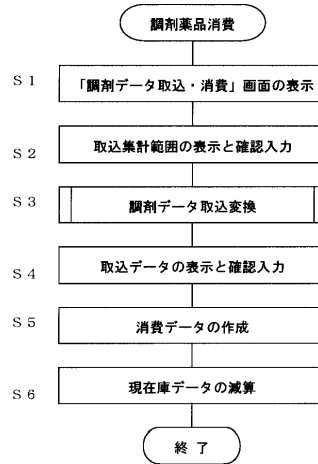 調剤薬品消費
S1
「調剤データ取込・消費」画面の表示
S2
取込集計範囲の表示と確認入力
S3
調剤データ取込変換
S4
取込データの表示と確認入力
S5
消費データの作成
S6
現在庫データの減算
終了